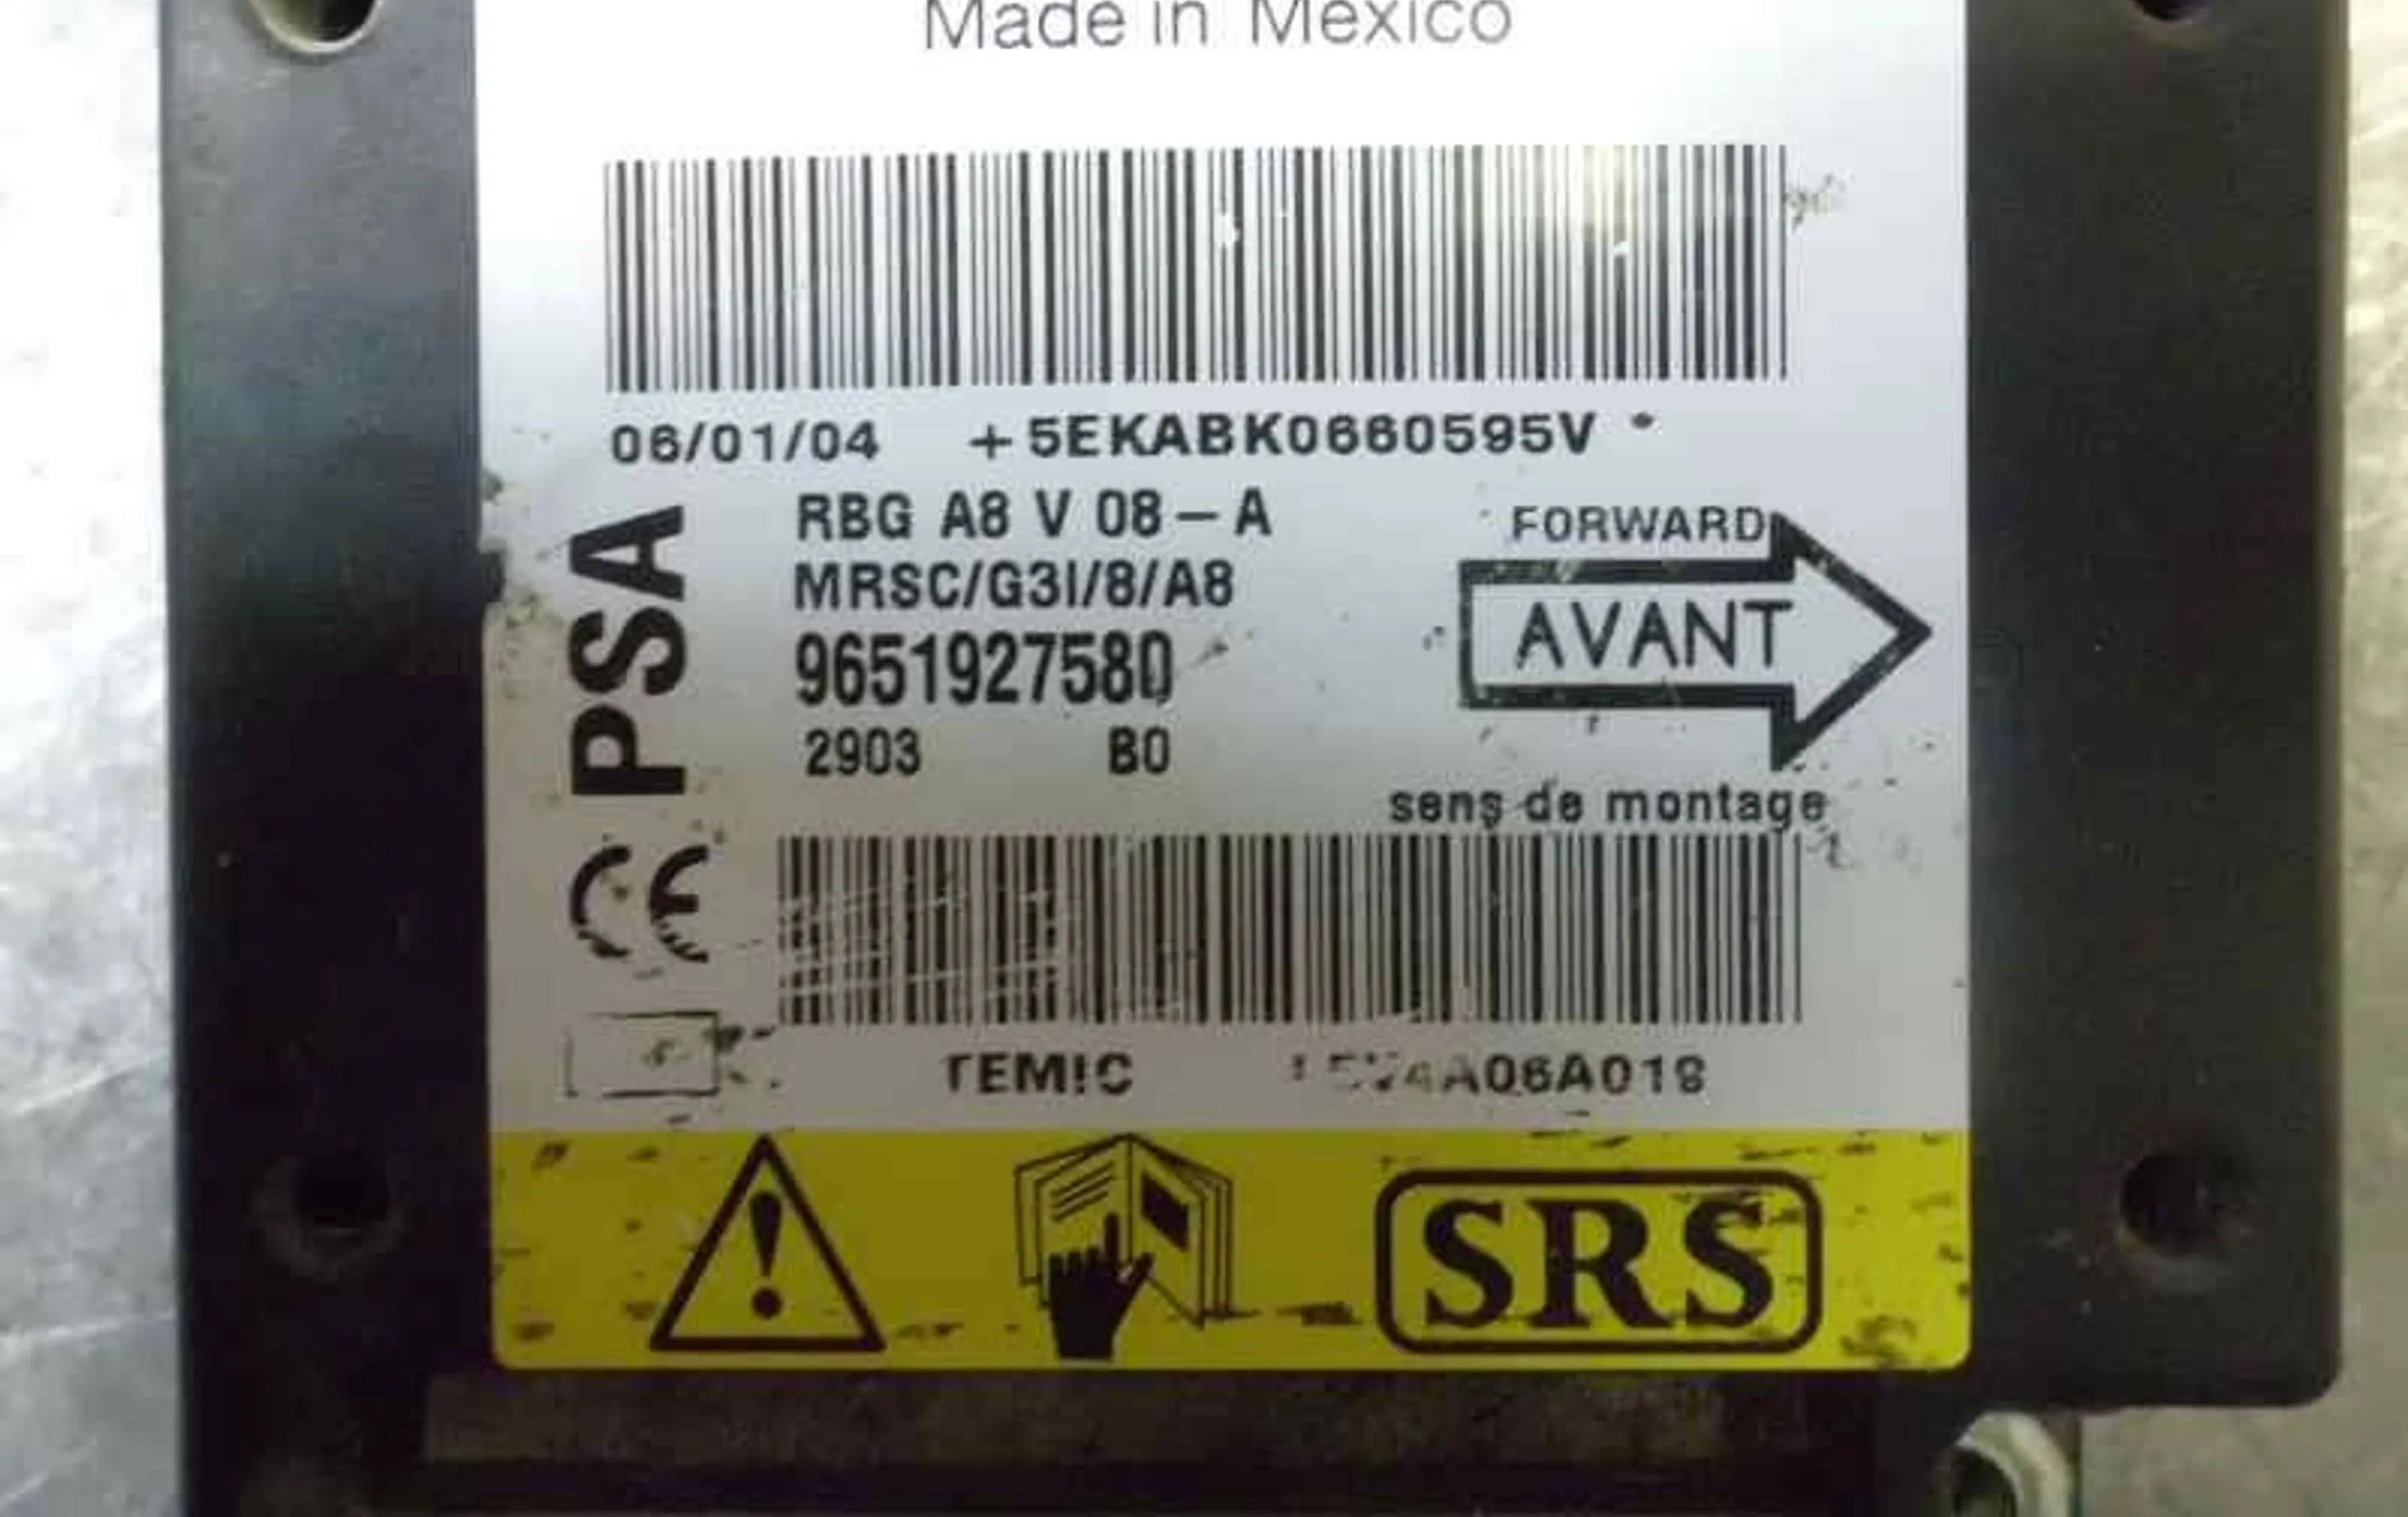 Made in Mexico
06/01/04 +5EKABK0660595V *
RBG A8 V 08-A
FORWARD
MRSC/G3I/8/A8
AVANT
PSA
9651927580
2903 B0
sens de montage
CE
TEMIC
SRS